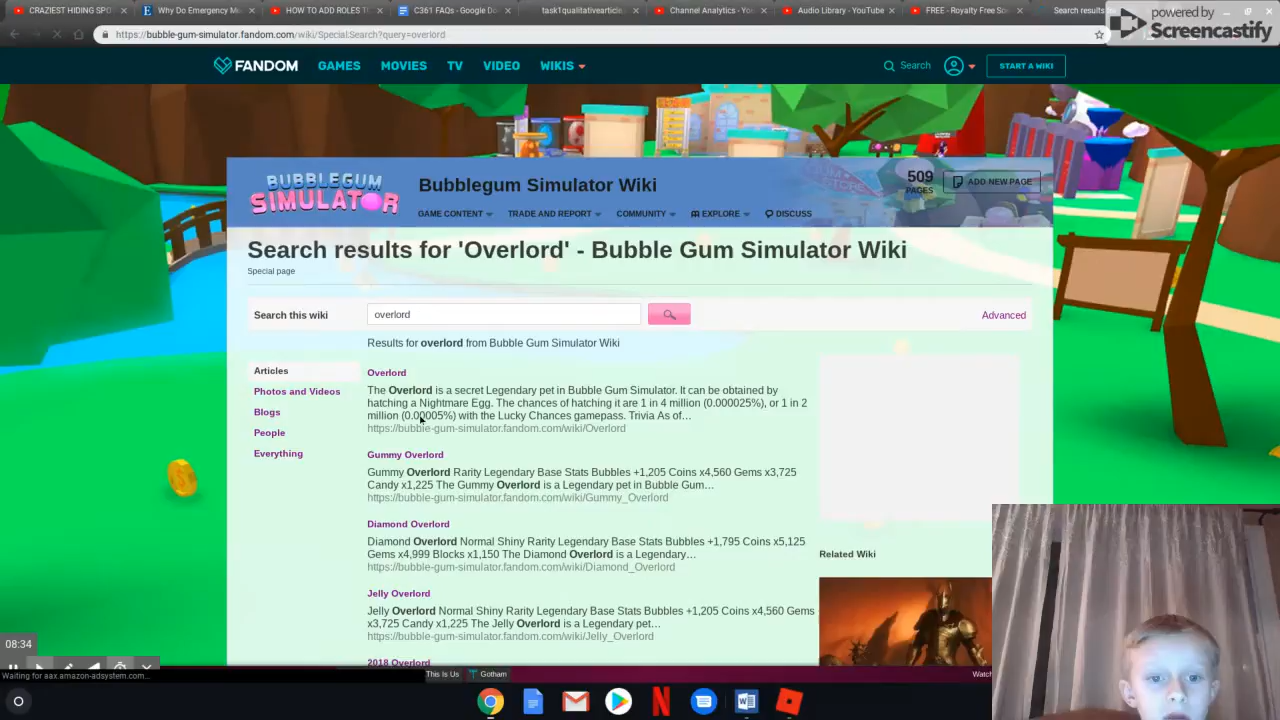 CRAZIEST HIDING SPO
Why Do Emergency Me
HOW TO ADD ROLES T
C361 FAQs - Google Do
task1qualitativearticle.
Channel Analytics - You
Audio Library - YouTube
FREE - Royalty Free So
Search results
powered by
Screencastify
https://bubble-gum-simulator.fandom.com/wiki/Special:Search?query=overlord
FANDOM GAMES MOVIES TV VIDEO WIKIS Search START A WIKI
BUBBLEGUM
SIMULATOR
Bubblegum Simulator Wiki
509
PAGES
ADD NEW PAGE
GAME CONTENT TRADE AND REPORT COMMUNITY EXPLORE DISCUSS
Search results for 'Overlord' - Bubble Gum Simulator Wiki
Special page
Search this wiki overlord Advanced
Results for overlord from Bubble Gum Simulator Wiki
Articles
Photos and Videos
Blogs
People
Everything
Overlord
The Overlord is a secret Legendary pet in Bubble Gum Simulator. It can be obtained by
hatching a Nightmare Egg. The chances of hatching it are 1 in 4 million (0.000025%), or 1 in 2
million (0.00005%) with the Lucky Chances gamepass. Trivia As of…
https://bubble-gum-simulator.fandom.com/wiki/Overlord
Gummy Overlord
Gummy Overlord Rarity Legendary Base Stats Bubbles +1,205 Coins x4,560 Gems x3,725
Candy x1,225 The Gummy Overlord is a Legendary pet in Bubble Gum…
https://bubble-gum-simulator.fandom.com/wiki/Gummy_Overlord
Diamond Overlord
Diamond Overlord Normal Shiny Rarity Legendary Base Stats Bubbles +1,795 Coins x5,125
Gems x4,999 Blocks x1,150 The Diamond Overlord is a Legendary…
https://bubble-gum-simulator.fandom.com/wiki/Diamond_Overlord
Jelly Overlord
Jelly Overlord Normal Shiny Rarity Legendary Base Stats Bubbles +1,205 Coins x4,560 Gems
x3,725 Candy x1,225 The Jelly Overlord is a Legendary pet…
https://bubble-gum-simulator.fandom.com/wiki/Jelly_Overlord
2018 Overlord
Related Wiki
08:34
Waiting for aax.amazon-adsystem.com...
This Is Us
Gotham
Watch